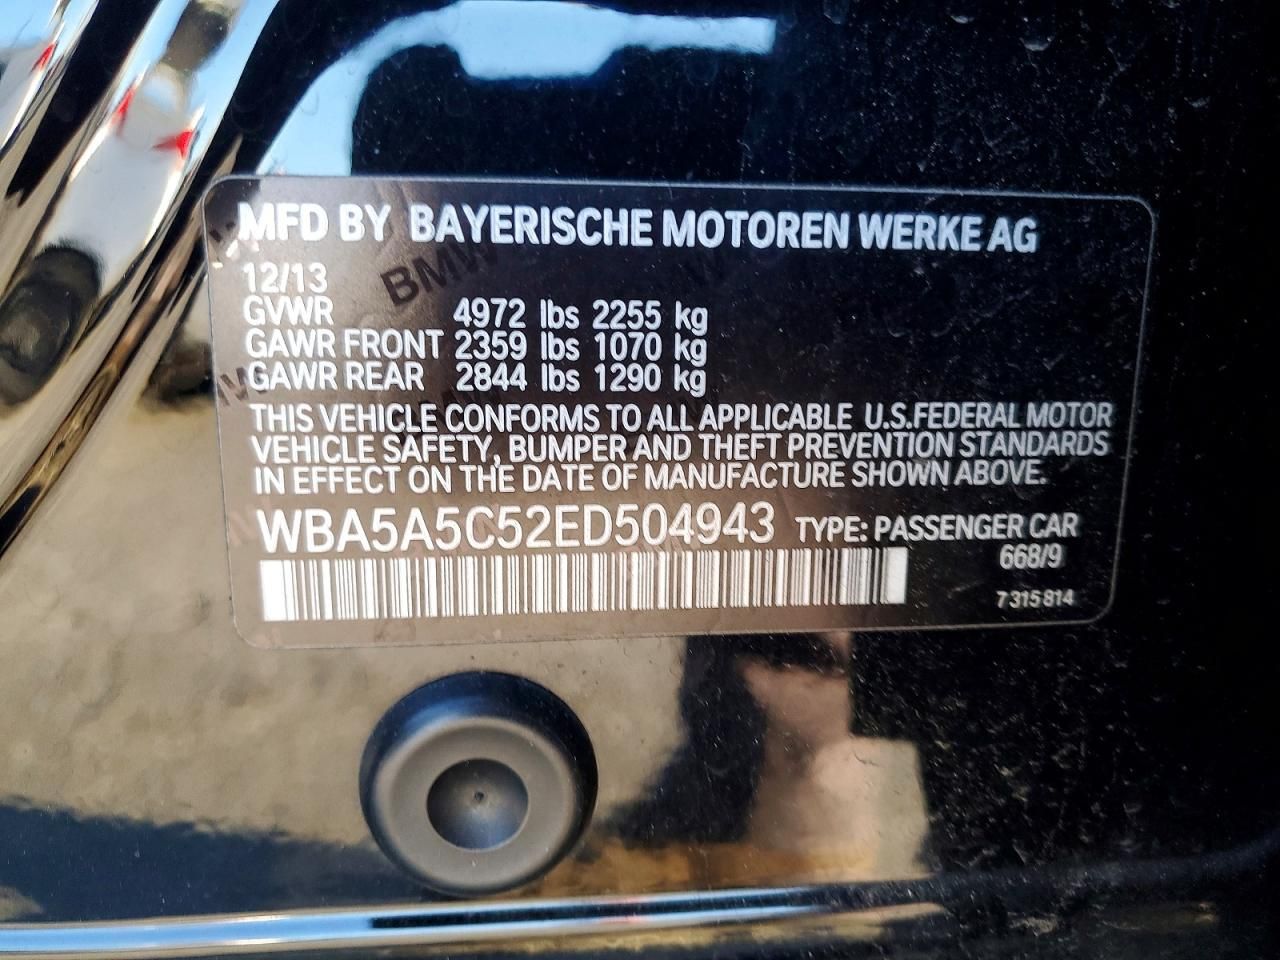 MFD BY BAYERISCHE MOTOREN WERKE AG
12/13
BMW
GVWR 4972 lbs 2255 kg
GAWR FRONT 2359 lbs 1070 kg
GAWR REAR 2844 lbs 1290 kg
THIS VEHICLE CONFORMS TO ALL APPLICABLE U.S.FEDERAL MOTOR
VEHICLE SAFETY, BUMPER AND THEFT PREVENTION STANDARDS
IN EFFECT ON THE DATE OF MANUFACTURE SHOWN ABOVE.
WBA5A5C52ED504943 TYPE: PASSENGER CAR
668/9
7 315 814